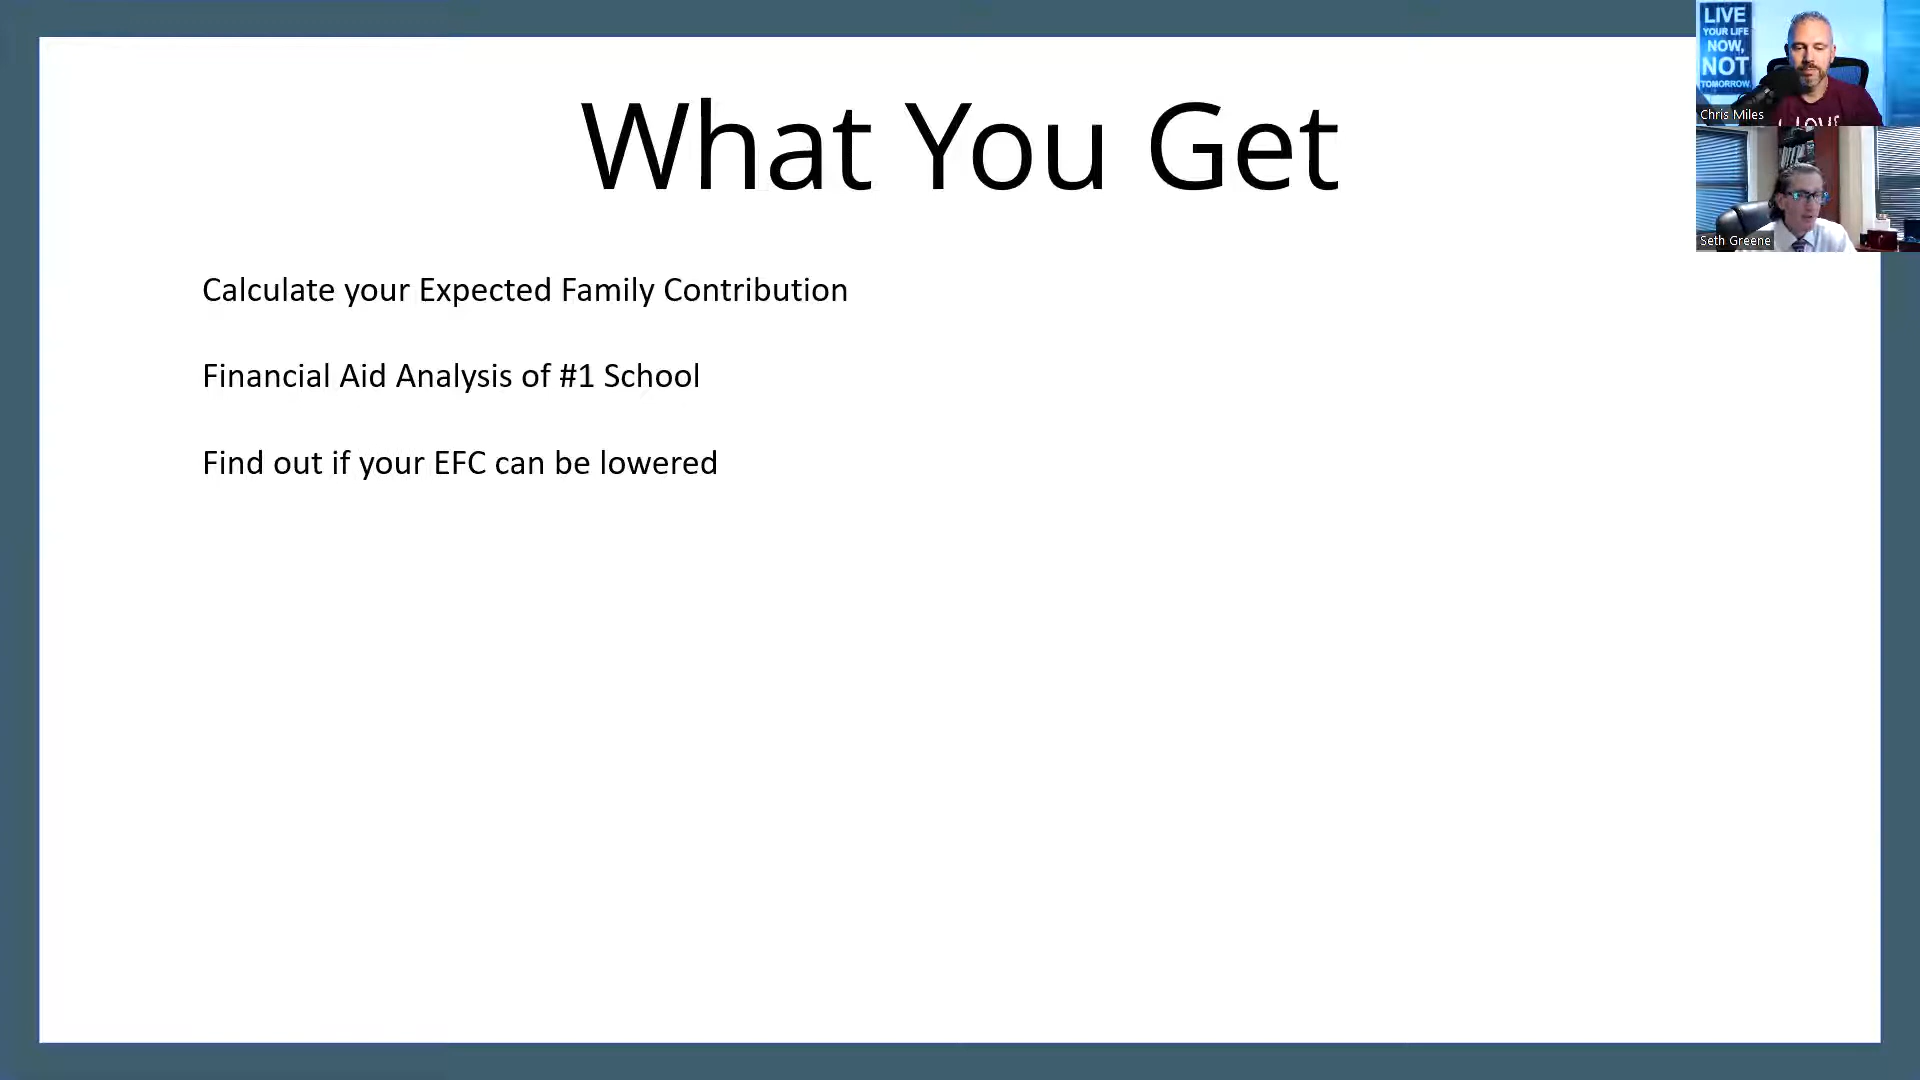 What You Get
Calculate your Expected Family Contribution
Financial Aid Analysis of #1 School
Find out if your EFC can be lowered
LIVE
YOUR LIFE
NOW,
NOT
TOMORROW
Chris Miles
I LOVE
Seth Greene